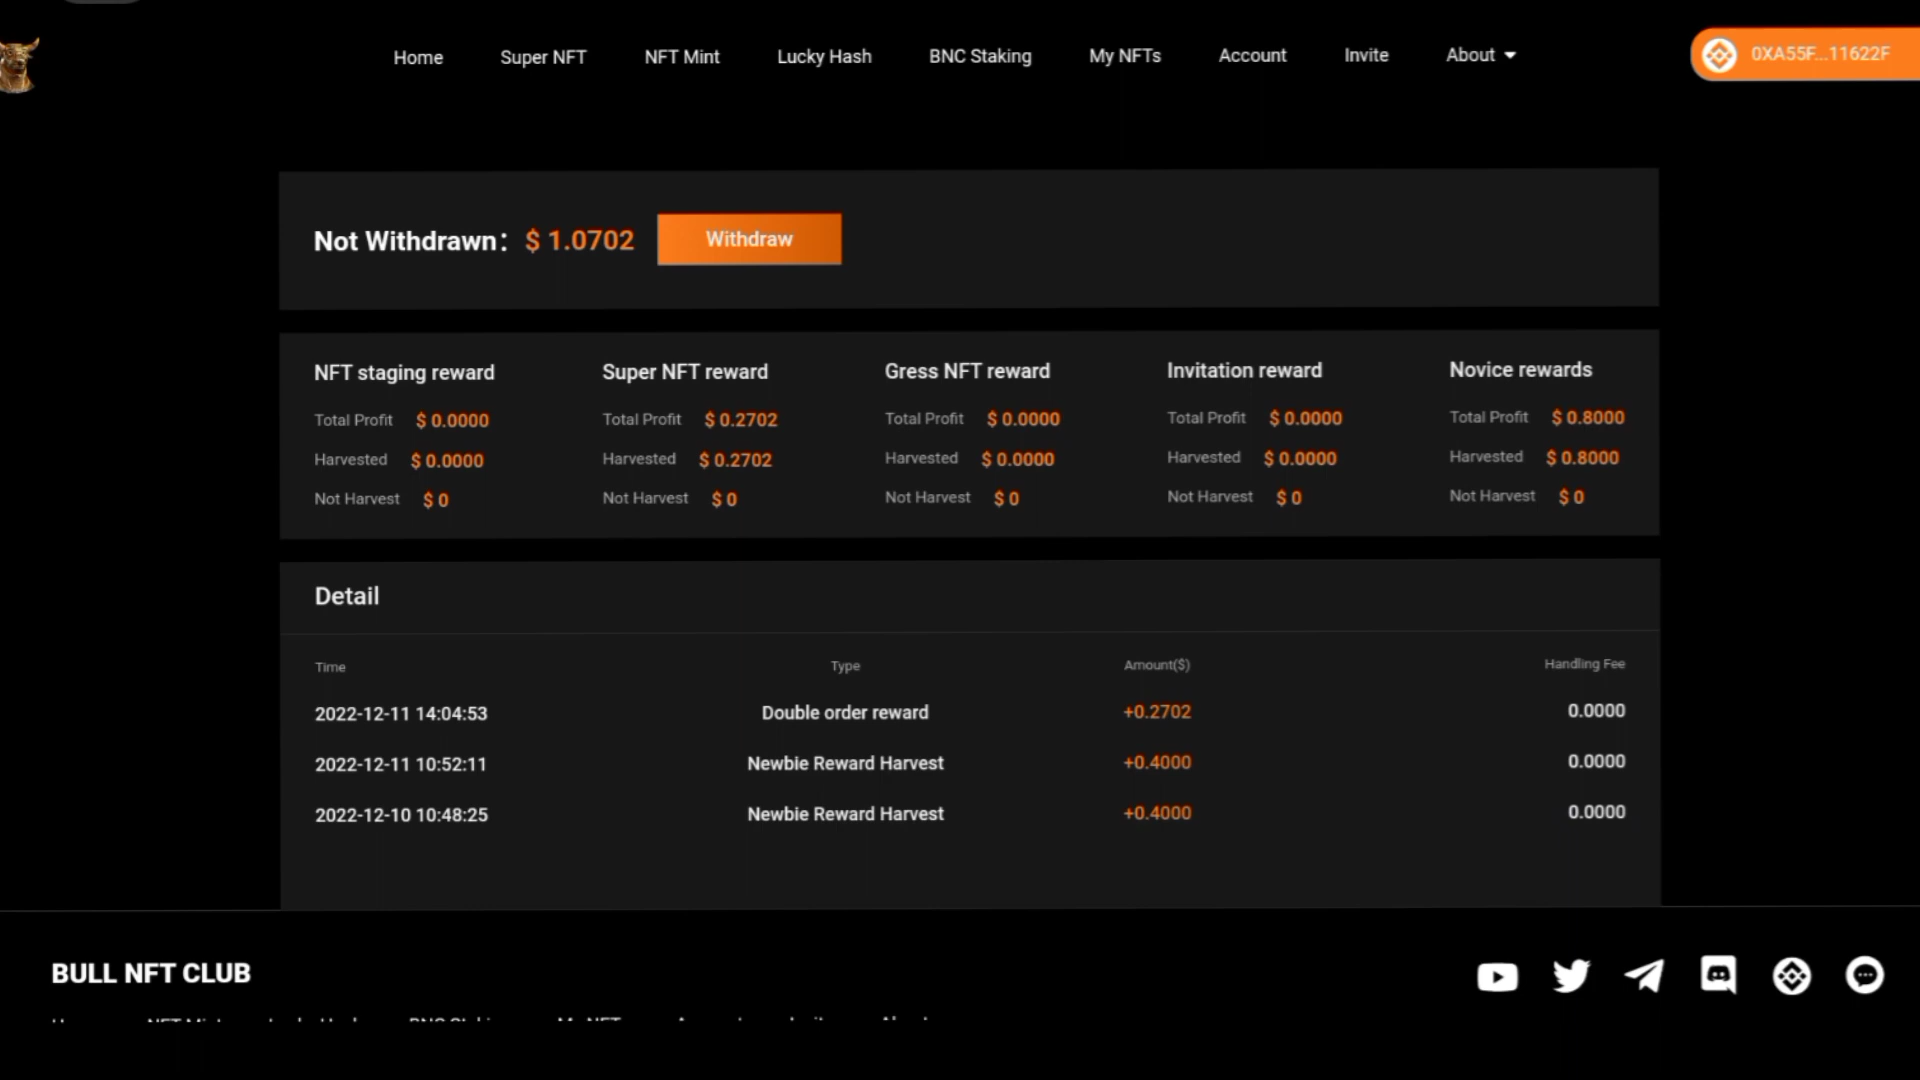 Home Super NFT NFT Mint Lucky Hash BNC Staking My NFTs Account Invite About 0XA55F...11622F
Not Withdrawn: $ 1.0702 Withdraw
NFT staging reward Super NFT reward Gress NFT reward Invitation reward Novice rewards
Total Profit $ 0.0000 Total Profit $ 0.2702 Total Profit $ 0.0000 Total Profit $ 0.0000 Total Profit $ 0.8000
Harvested $ 0.0000 Harvested $ 0.2702 Harvested $ 0.0000 Harvested $ 0.0000 Harvested $ 0.8000
Not Harvest $ 0 Not Harvest $ 0 Not Harvest $ 0 Not Harvest $ 0 Not Harvest $ 0
Detail
Time Type Amount($) Handling Fee
2022-12-11 14:04:53 Double order reward +0.2702 0.0000
2022-12-11 10:52:11 Newbie Reward Harvest +0.4000 0.0000
2022-12-10 10:48:25 Newbie Reward Harvest +0.4000 0.0000
BULL NFT CLUB